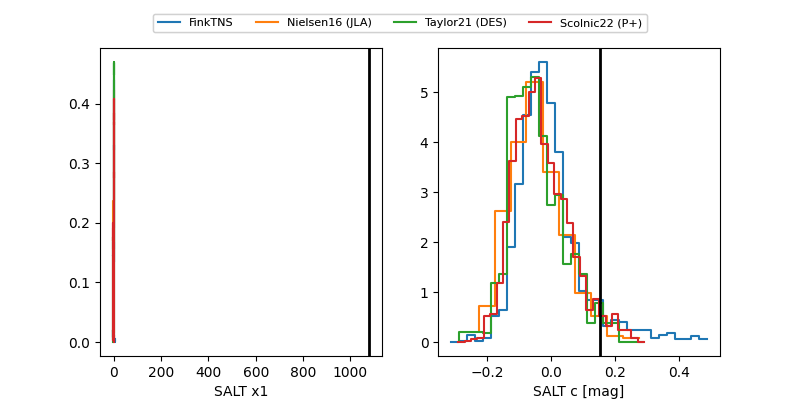 FinkTNS Nielsen16 (JLA) Taylor21 (DES) Scolnic22 (P+)
0.4
0.3
0.2
0.1
0.0
0 200 400 600 800 1000
SALT x1
5
4
3
2
1
0
−0.2 0.0 0.2 0.4
SALT c [mag]